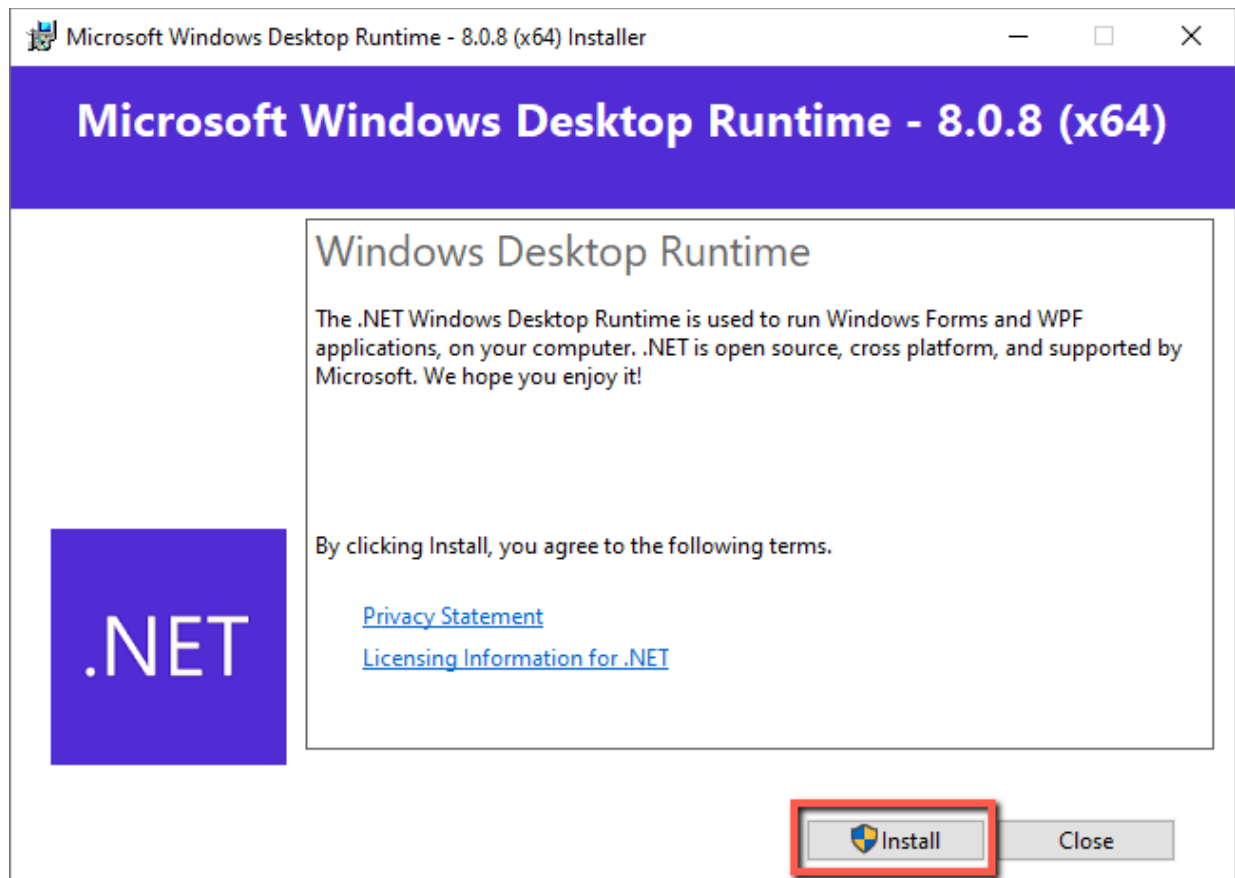 Microsoft Windows Desktop Runtime - 8.0.8 (x64) Installer
Microsoft Windows Desktop Runtime - 8.0.8 (x64)
Windows Desktop Runtime
The .NET Windows Desktop Runtime is used to run Windows Forms and WPF
applications, on your computer. .NET is open source, cross platform, and supported by
Microsoft. We hope you enjoy it!
By clicking Install, you agree to the following terms.
Privacy Statement
Licensing Information for .NET
.NET
Install
Close